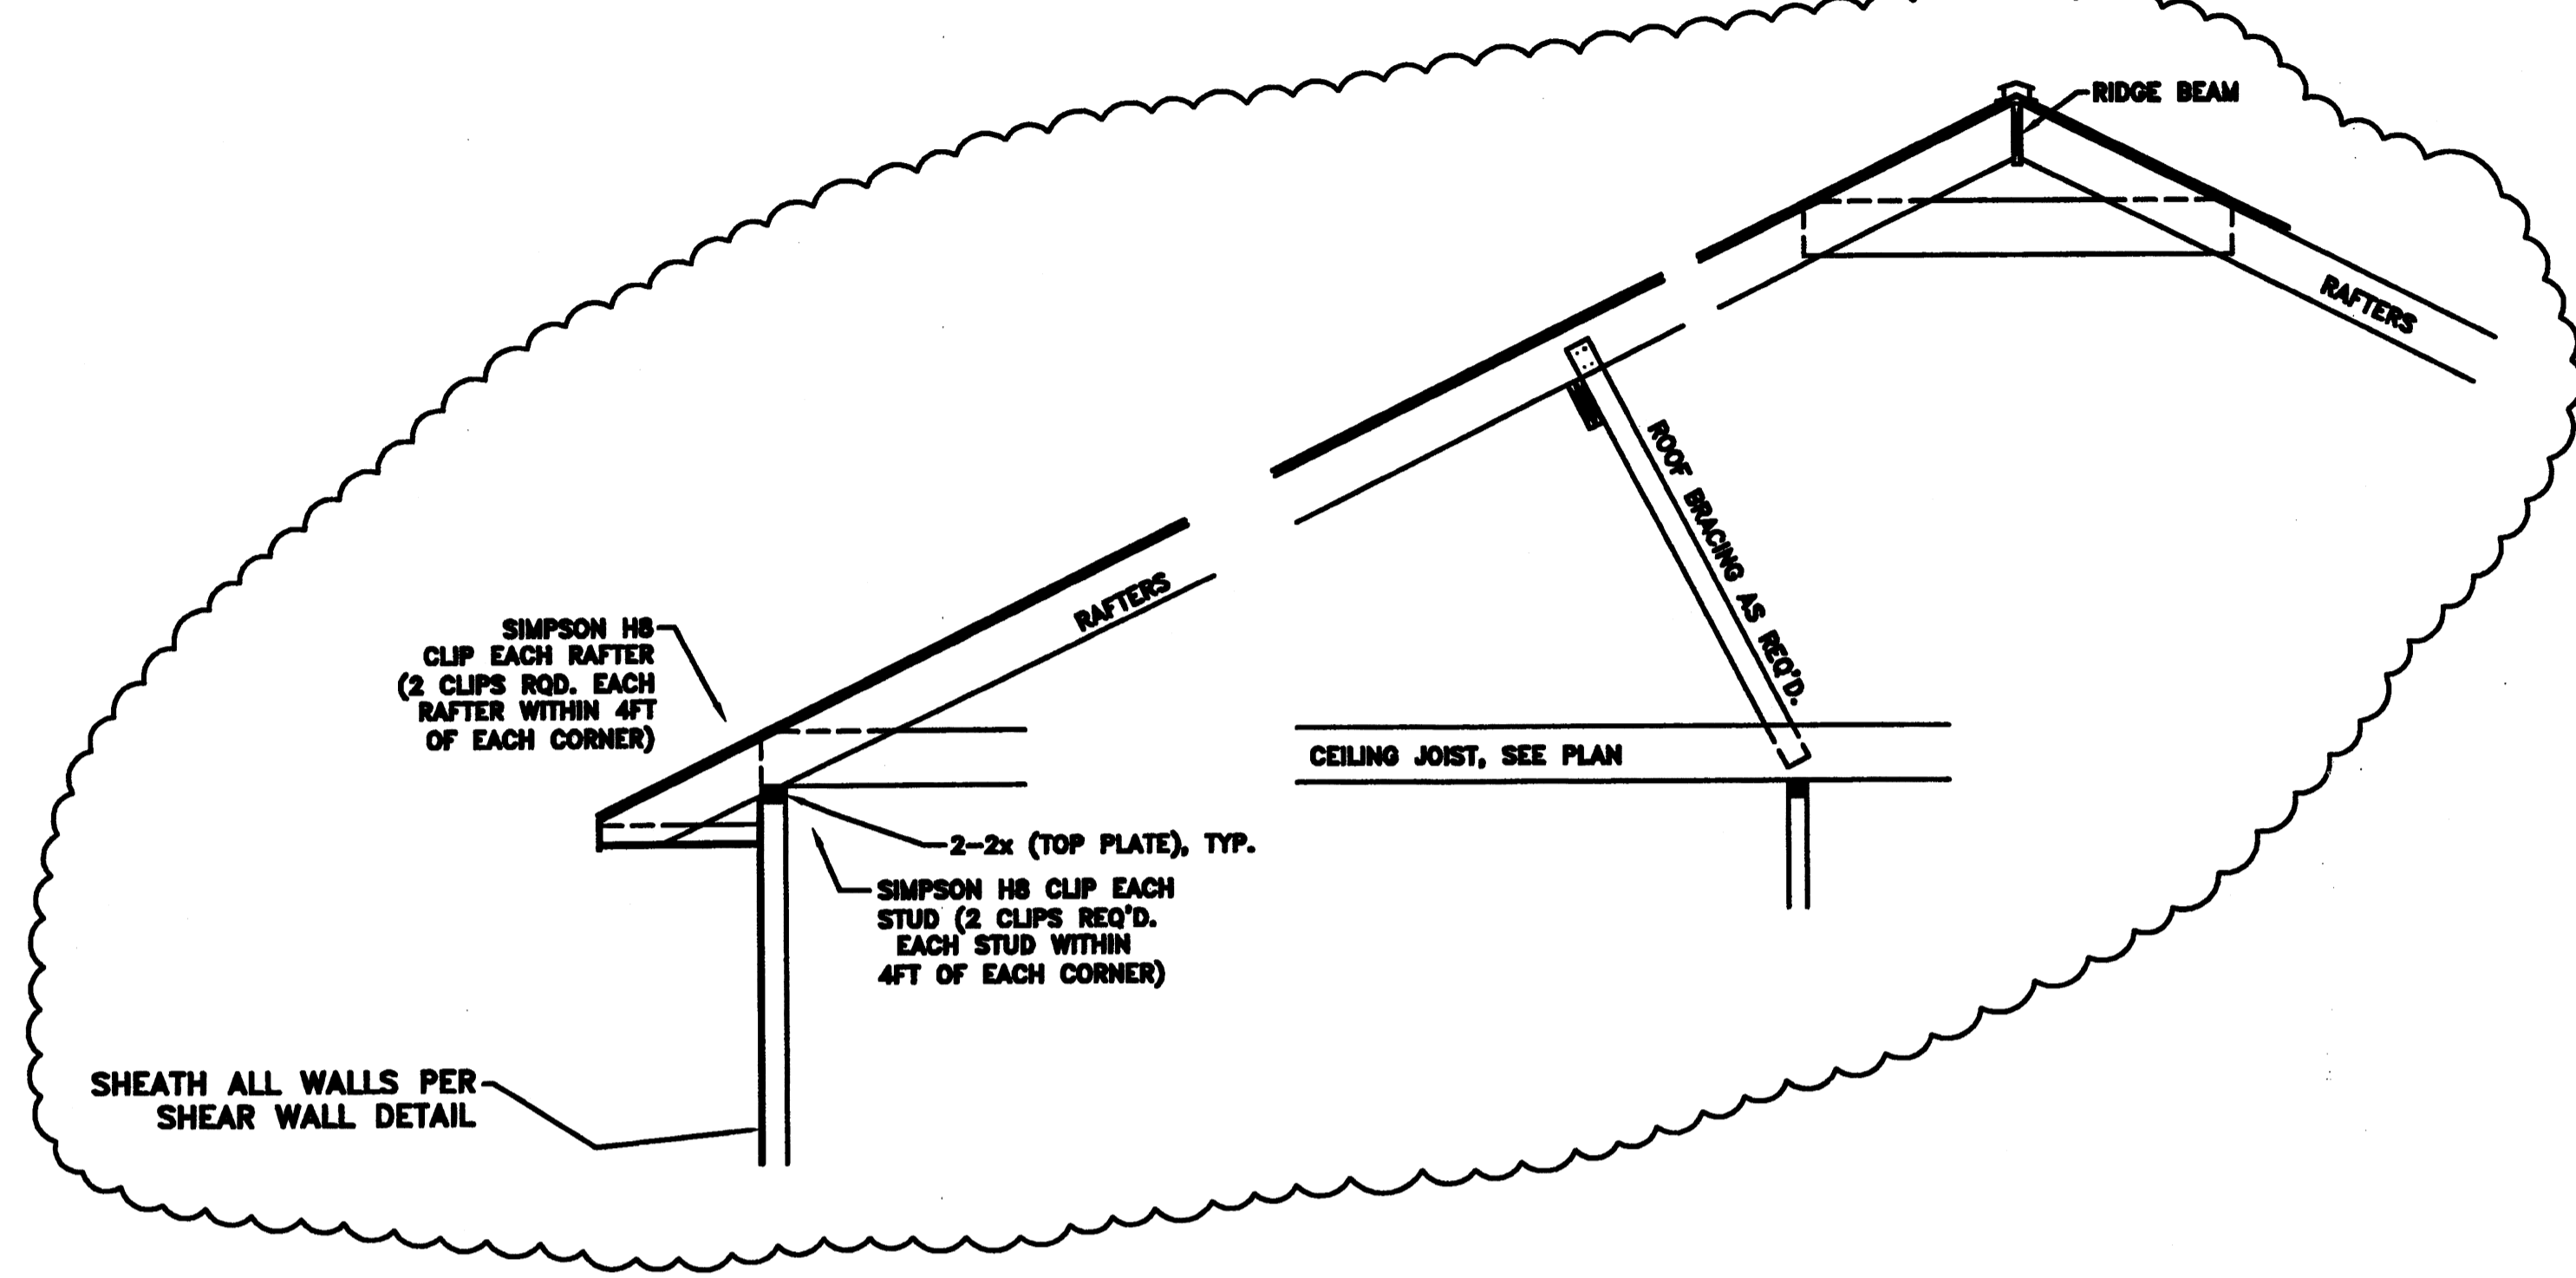 RIDGE BEAM
RAFTERS
ROOF BRACING AS REQ'D.
RAFTERS
SIMPSON H8
CLIP EACH RAFTER
(2 CLIPS RQD. EACH
RAFTER WITHIN 4FT
OF EACH CORNER)
CEILING JOIST, SEE PLAN
2-2x (TOP PLATE), TYP.
SIMPSON H8 CLIP EACH
STUD (2 CLIPS REQ'D.
EACH STUD WITHIN
4FT OF EACH CORNER)
SHEATH ALL WALLS PER
SHEAR WALL DETAIL